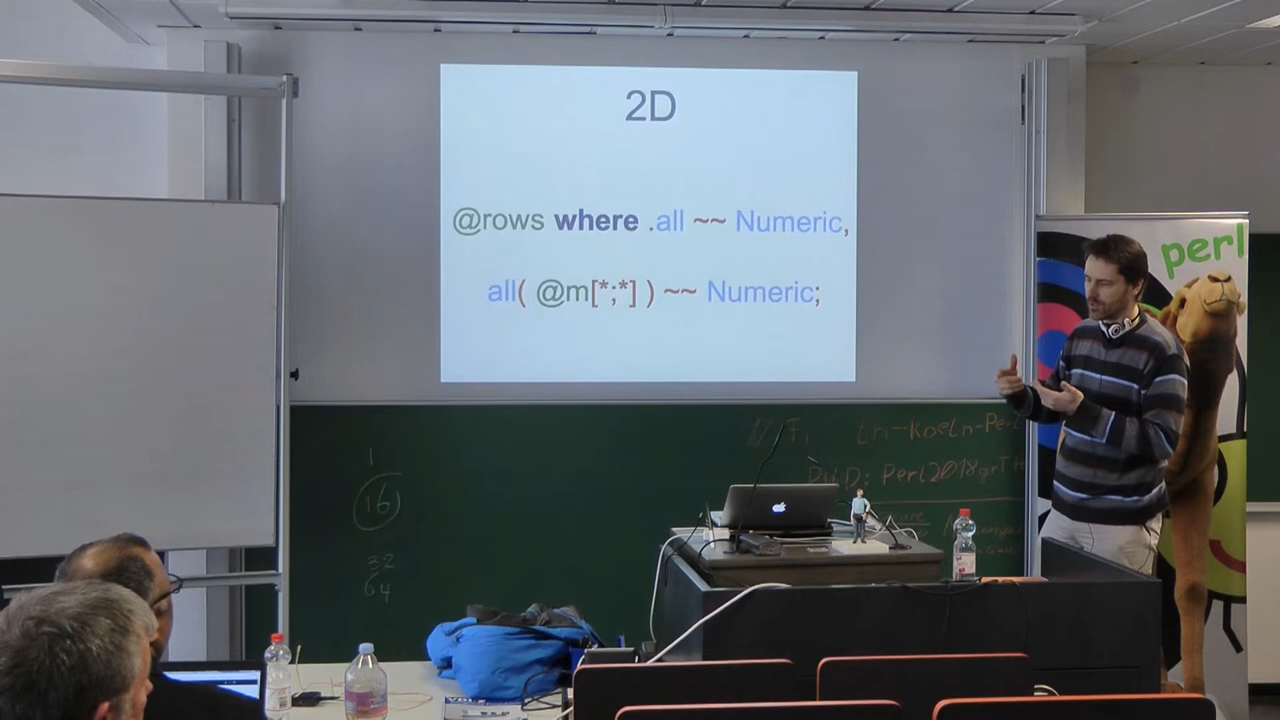 2D
@rows where .all ~~ Numeric,
all( @m[*;*] ) ~~ Numeric;
perl
1
16
32
64